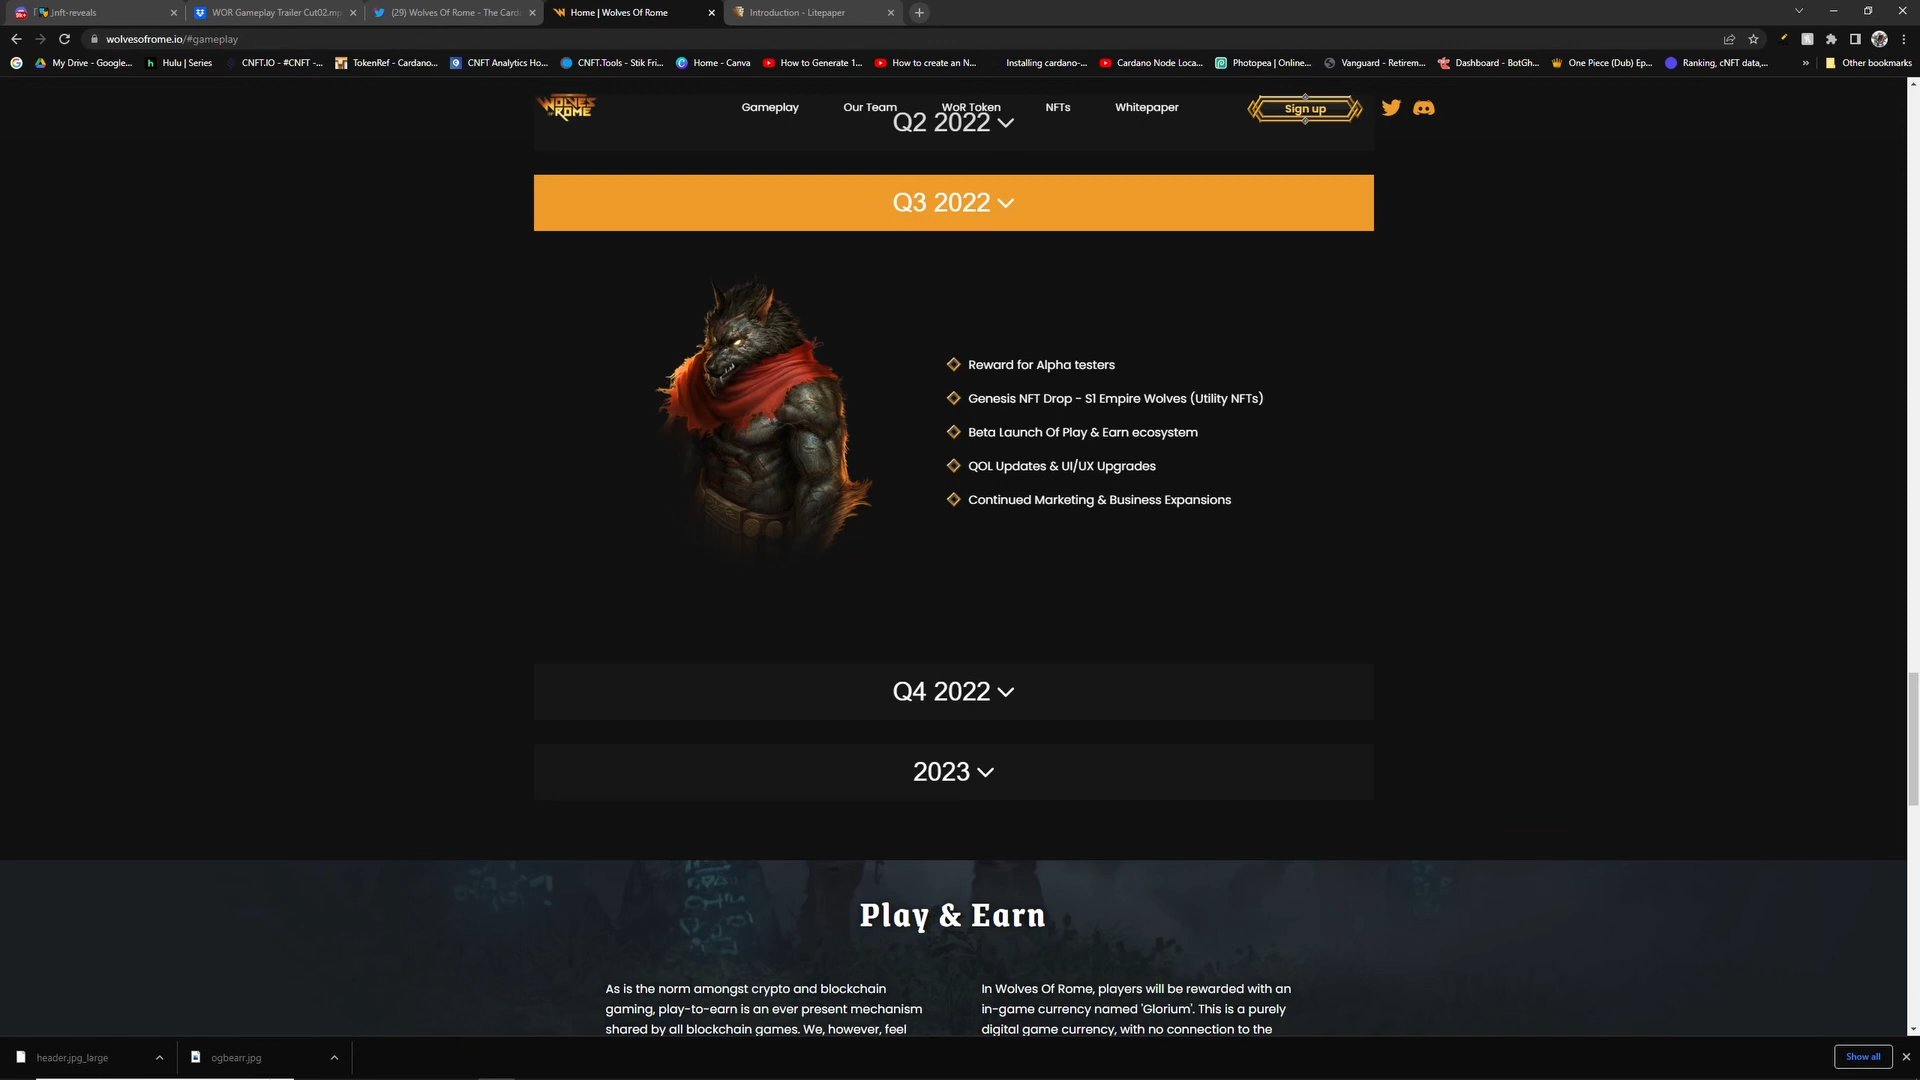 nft-reveals
WOR Gameplay Trailer Cut02.mp
(29) Wolves Of Rome - The Carda
Home | Wolves Of Rome
Introduction - Litepaper
wolvesofrome.io/#gameplay
My Drive - Google...
Hulu | Series
CNFT.IO - #CNFT -...
TokenRef - Cardano...
CNFT Analytics Ho...
CNFT.Tools - Stik Fri...
Home - Canva
How to Generate 1...
How to create an N...
Installing cardano-...
Cardano Node Loca...
Photopea | Online...
Vanguard - Retirem...
Dashboard - BotGh...
One Piece (Dub) Ep...
Ranking, cNFT data,...
Other bookmarks
WOLVES
OF ROME
Gameplay
Our Team
WoR Token
NFTs
Whitepaper
Sign up
Q2 2022
Q3 2022
Reward for Alpha testers
Genesis NFT Drop - S1 Empire Wolves (Utility NFTs)
Beta Launch Of Play & Earn ecosystem
QOL Updates & UI/UX Upgrades
Continued Marketing & Business Expansions
Q4 2022
2023
Play & Earn
As is the norm amongst crypto and blockchain
gaming, play-to-earn is an ever present mechanism
shared by all blockchain games. We, however, feel
In Wolves Of Rome, players will be rewarded with an
in-game currency named 'Glorium'. This is a purely
digital game currency, with no connection to the
header.jpg_large
ogbearr.jpg
Show all